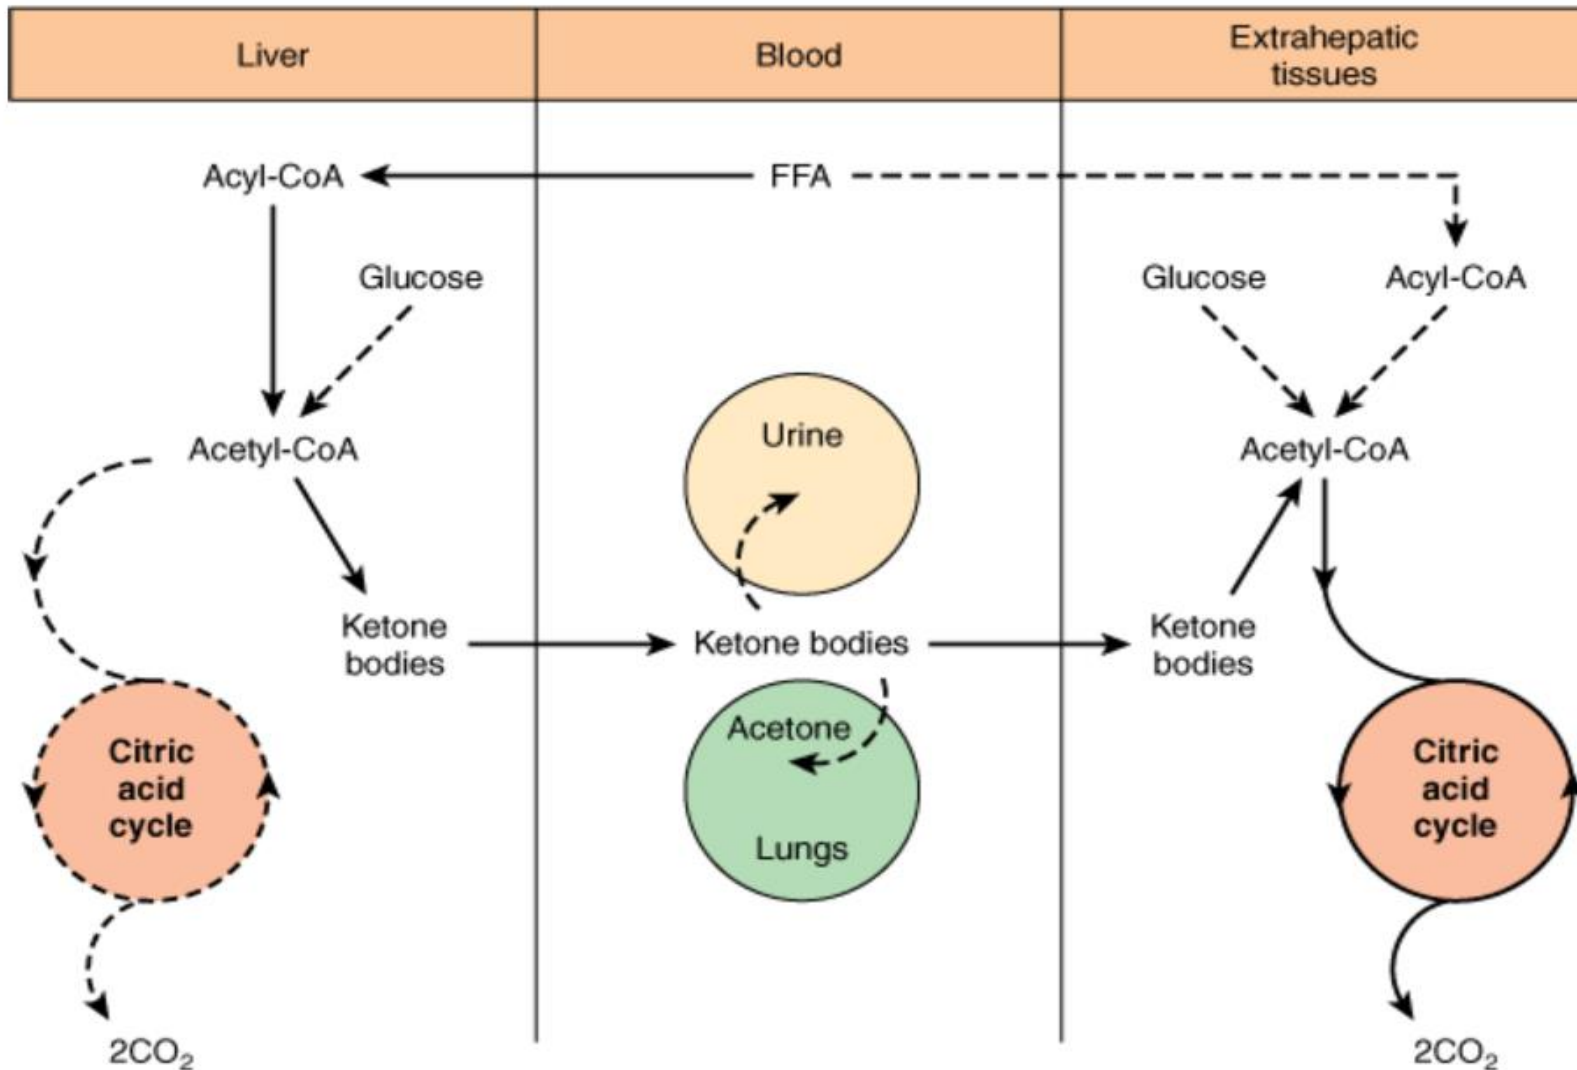 Liver
Blood
Extrahepatic
tissues
Acyl-CoA
FFA
Glucose
Glucose
Acyl-CoA
Acetyl-CoA
Urine
Acetyl-CoA
Ketone
bodies
Ketone bodies
Ketone
bodies
Citric
acid
cycle
Acetone
Lungs
Citric
acid
cycle
2CO₂
2CO₂